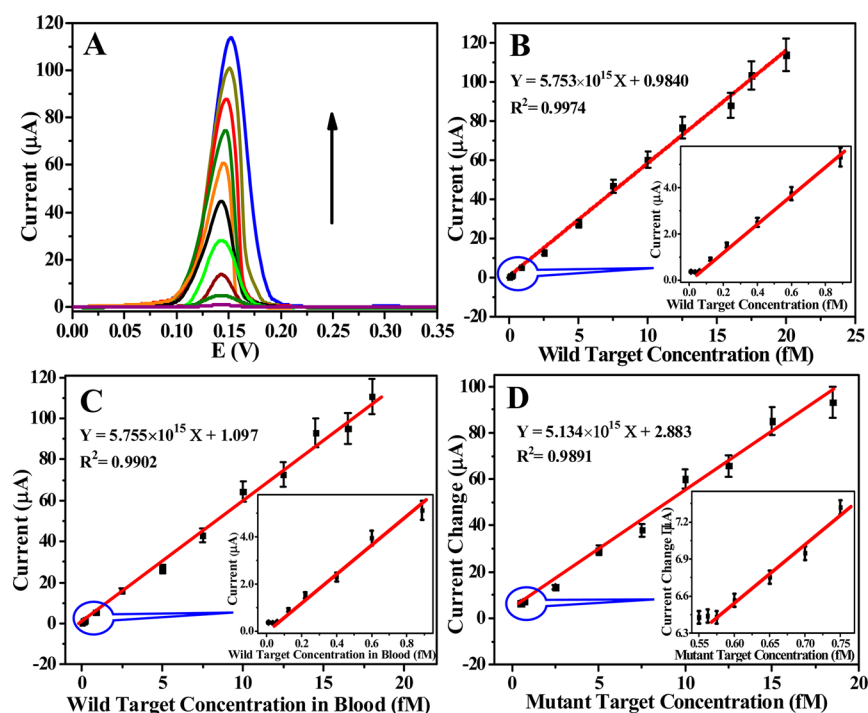 A
120
100
80
60
40
20
0
Current (μA)
0.00 0.05 0.10 0.15 0.20 0.25 0.30 0.35
E (V)
B
Y = 5.753×10¹⁵ X + 0.9840
R²= 0.9974
120
100
80
60
40
20
0
-20
Current (μA)
0 5 10 15 20 25
Wild Target Concentration (fM)
4.0
2.0
0.0
Current (μA)
0.0 0.2 0.4 0.6 0.8
Wild Target Concentration (fM)
C
Y = 5.755×10¹⁵ X + 1.097
R²= 0.9902
120
100
80
60
40
20
0
-20
Current (μA)
0 5 10 15 20
Wild Target Concentration in Blood (fM)
4.0
2.0
0.0
Current (μA)
0.0 0.2 0.4 0.6 0.8
Wild Target Concentration in Blood (fM)
D
Y = 5.134×10¹⁵ X + 2.883
R²= 0.9891
100
80
60
40
20
0
-20
Current Change (μA)
0 5 10 15 20
Mutant Target Concentration (fM)
7.2
6.9
6.6
6.3
Current Change
0.55 0.60 0.65 0.70 0.75
Mutant Target Concentration (fM)